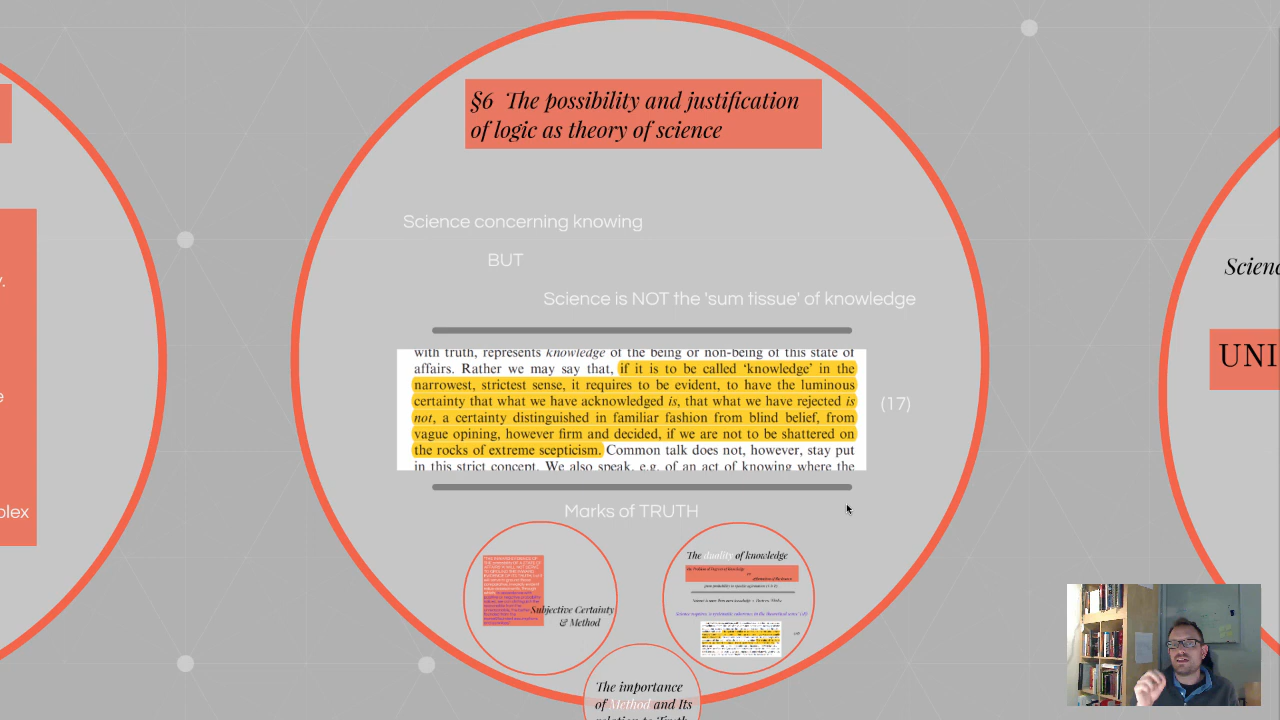 §6 The possibility and justification
of logic as theory of science
Science concerning knowing
BUT
Science is NOT the 'sum tissue' of knowledge
with truth, represents knowledge of the being or non-being of this state of
affairs. Rather we may say that, if it is to be called ‘knowledge’ in the
narrowest, strictest sense, it requires to be evident, to have the luminous
certainty that what we have acknowledged is, that what we have rejected is
not, a certainty distinguished in familiar fashion from blind belief, from
vague opining, however firm and decided, if we are not to be shattered on
the rocks of extreme scepticism. Common talk does not, however, stay put
in this strict concept. We also speak, e.g. of an act of knowing where the
(17)
Marks of TRUTH
Subjective Certainty
& Method
The duality of knowledge
The importance
of Method and Its
relation to Truth
Scienc
UNI
plex